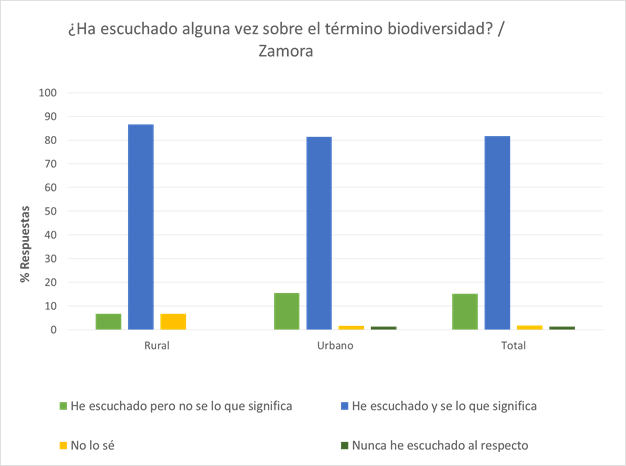 ¿Ha escuchado alguna vez sobre el término biodiversidad? /
Zamora
100
90
80
70
60
50
40
30
20
10
0
% Respuestas
Rural
Urbano
Total
He escuchado pero no se lo que significa
He escuchado y se lo que significa
No lo sé
Nunca he escuchado al respecto